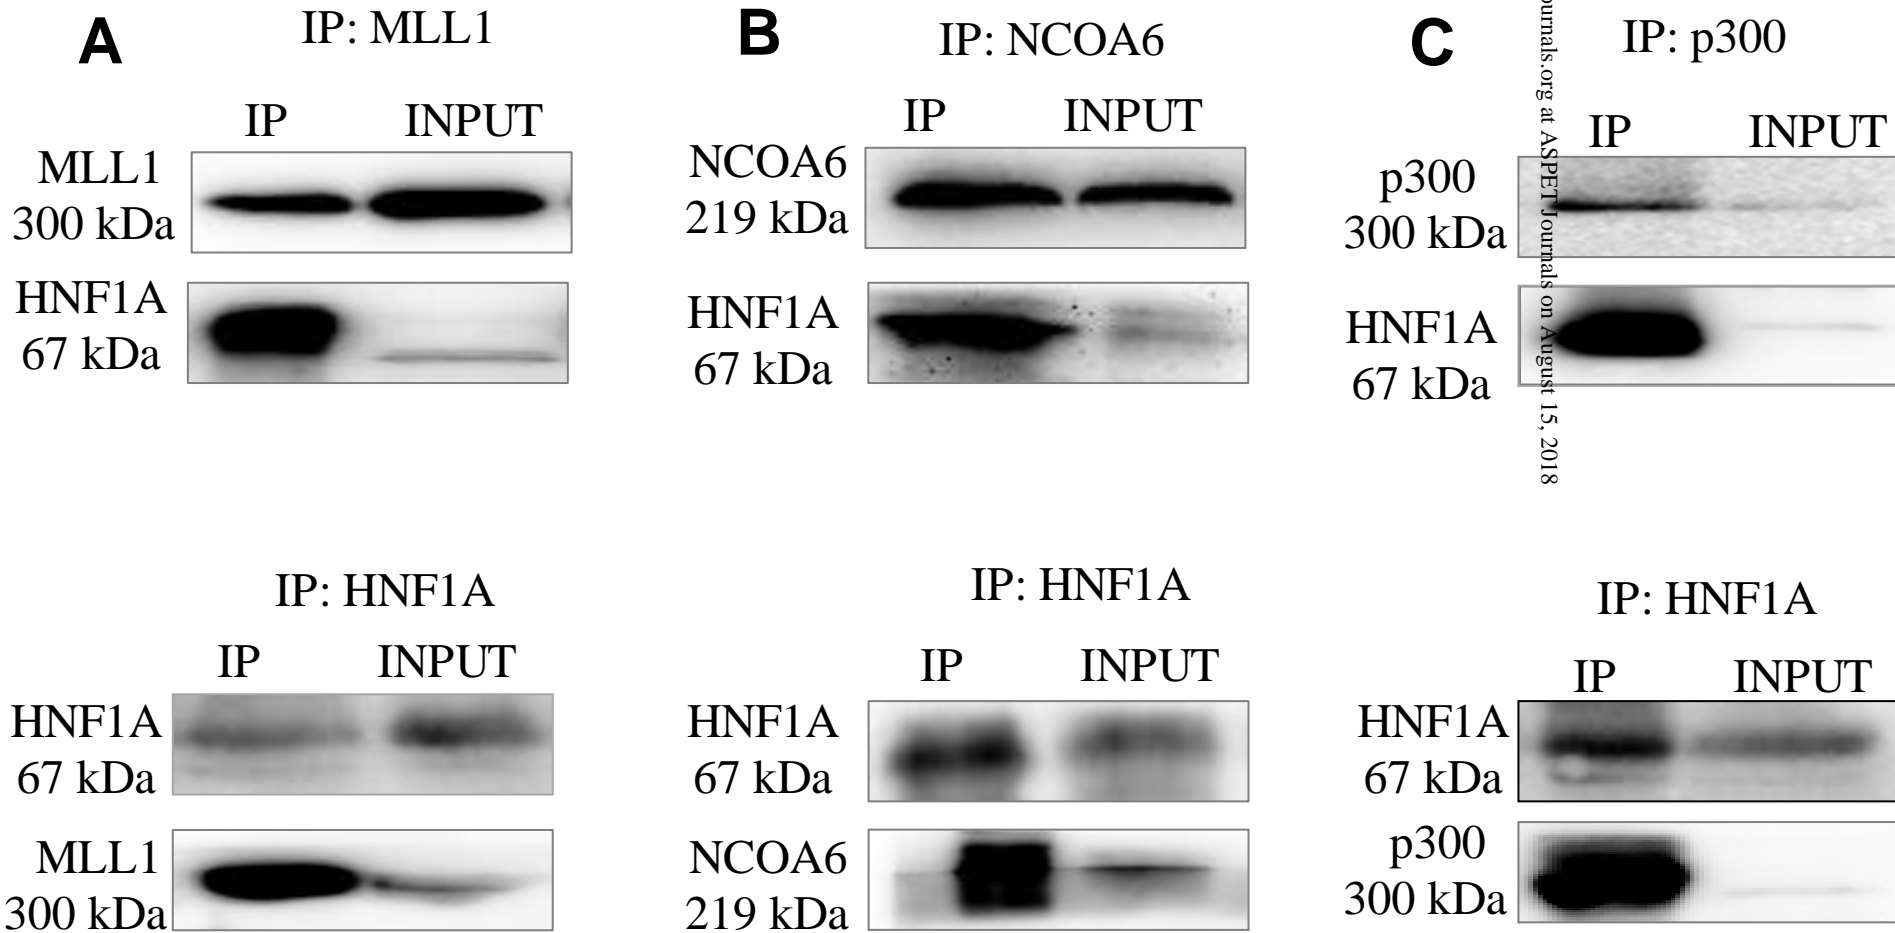 A
IP: MLL1
IP INPUT
MLL1
300 kDa
HNF1A
67 kDa
IP: HNF1A
IP INPUT
HNF1A
67 kDa
MLL1
300 kDa
B
IP: NCOA6
IP INPUT
NCOA6
219 kDa
HNF1A
67 kDa
IP: HNF1A
IP INPUT
HNF1A
67 kDa
NCOA6
219 kDa
C
IP: p300
IP INPUT
p300
300 kDa
HNF1A
67 kDa
IP: HNF1A
IP INPUT
HNF1A
67 kDa
p300
300 kDa
ournals.org at ASPET Journals on August 15, 2018